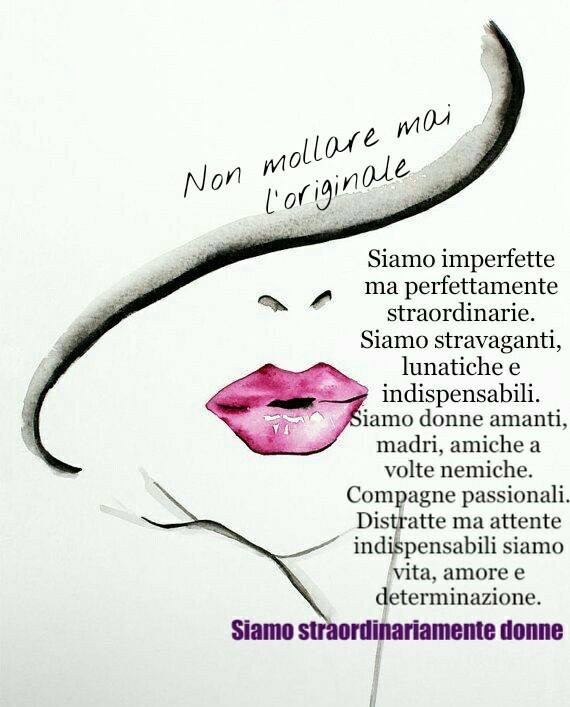 Non mollare mai
l'originale
Siamo imperfette
ma perfettamente
straordinarie.
Siamo stravaganti,
lunatiche e
indispensabili.
Siamo donne amanti,
madri, amiche a
volte nemiche.
Compagne passionali.
Distratte ma attente
indispensabili siamo
vita, amore e
determinazione.
Siamo straordinariamente donne